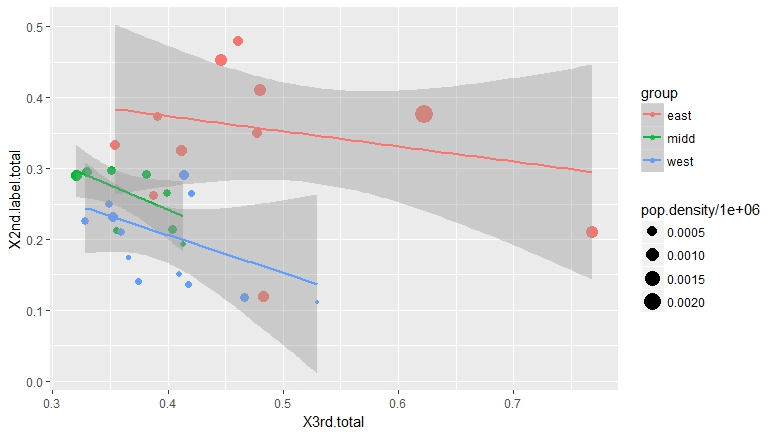 X2nd.label.total
0.5
0.4
0.3
0.2
0.1
0.0
0.3 0.4 0.5 0.6 0.7
X3rd.total
group
east
midd
west
pop.density/1e+06
0.0005
0.0010
0.0015
0.0020